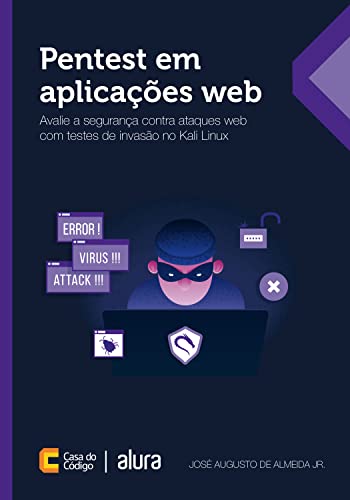 Pentest em
aplicações web
Avalie a segurança contra ataques web
com testes de invasão no Kali Linux
ERROR !
VIRUS !!!
ATTACK !!!
****
Casa do
Código
alura
JOSÉ AUGUSTO DE ALMEIDA JR.